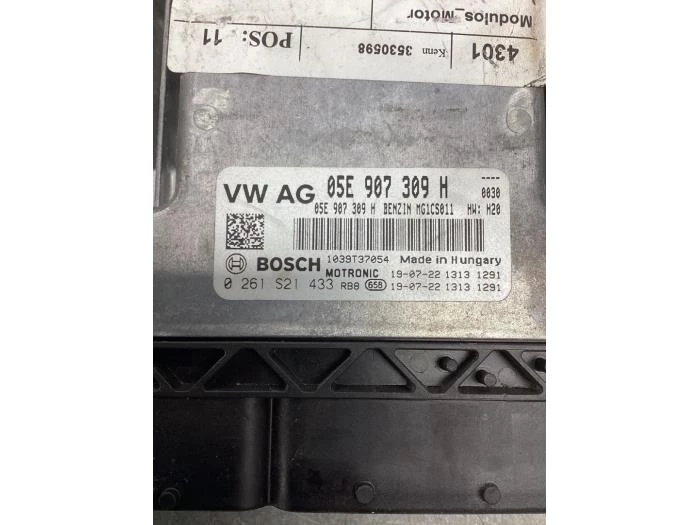 Modulos_Motor
4301
Kenn 3530598
POS: 11
VW AG 05E 907 309 H ----
05E 907 309 H BENZIN MG1CS011 HW: H20 0030
1039T37054 Made in Hungary
BOSCH MOTRONIC 19-07-22 1313 1291
0 261 S21 433 RB8 658 19-07-22 1313 1291